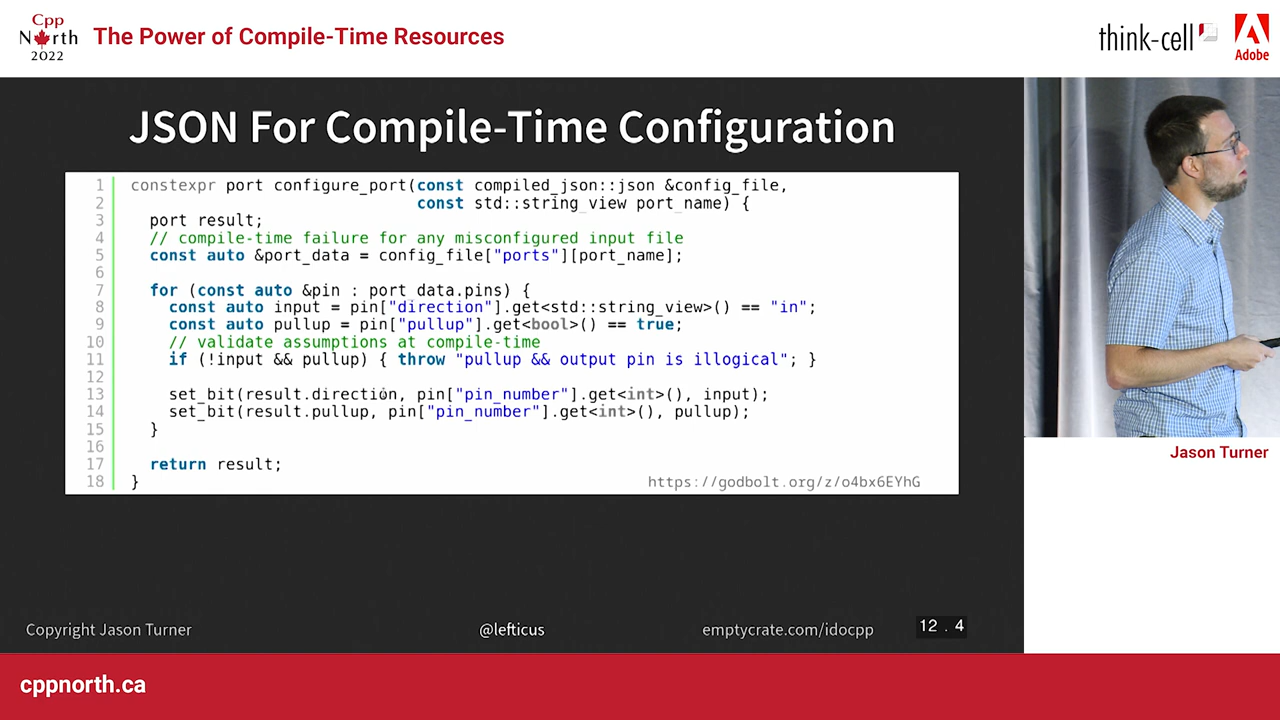 Cpp
North
2022
The Power of Compile-Time Resources
think-cell
Adobe
JSON For Compile-Time Configuration
1 constexpr port configure_port(const compiled_json::json &config_file,
2                               const std::string_view port_name) {
3   port result;
4   // compile-time failure for any misconfigured input file
5   const auto &port_data = config_file["ports"][port_name];
6
7   for (const auto &pin : port_data.pins) {
8     const auto input = pin["direction"].get<std::string_view>() == "in";
9     const auto pullup = pin["pullup"].get<bool>() == true;
10     // validate assumptions at compile-time
11     if (!input && pullup) { throw "pullup && output pin is illogical"; }
12
13     set_bit(result.direction, pin["pin_number"].get<int>(), input);
14     set_bit(result.pullup, pin["pin_number"].get<int>(), pullup);
15   }
16
17   return result;
18 }
https://godbolt.org/z/o4bx6EYhG
Jason Turner
Copyright Jason Turner
@lefticus
emptycrate.com/idocpp
12 . 4
cppnorth.ca